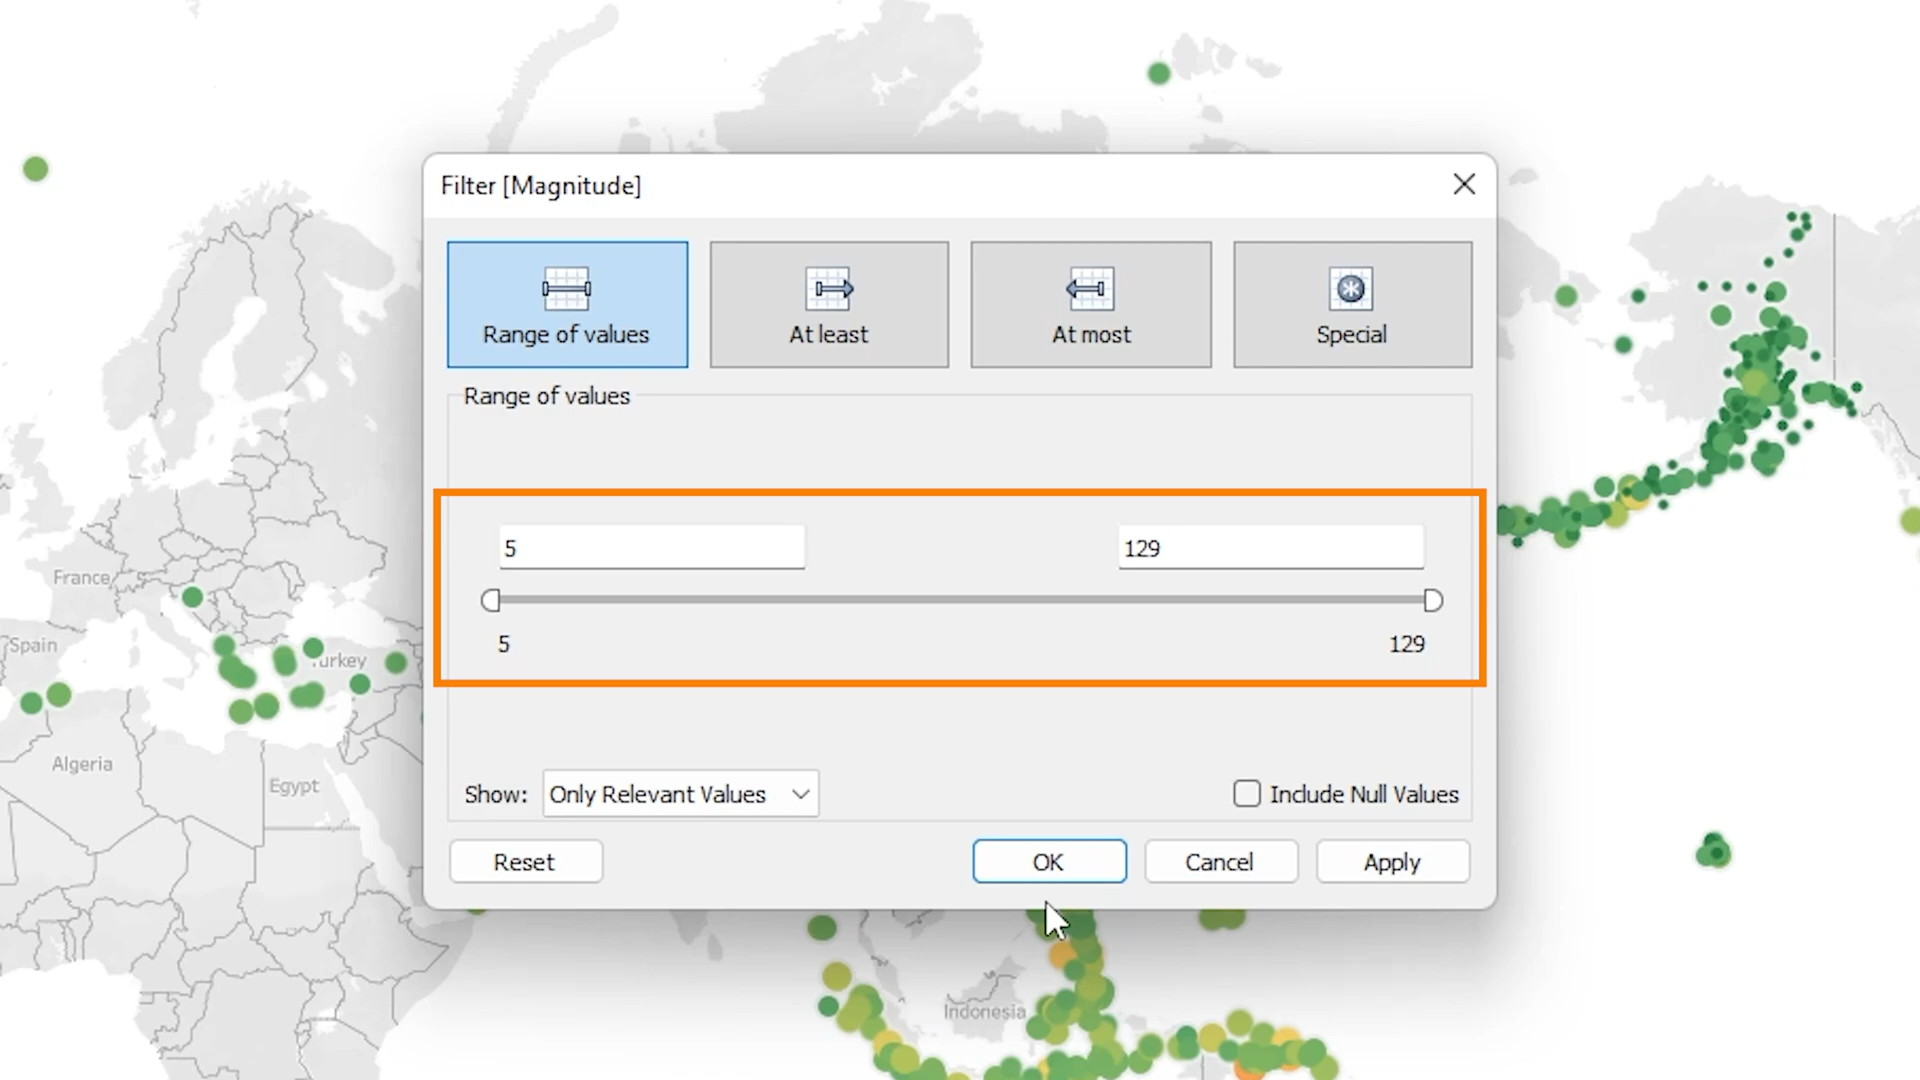 Filter [Magnitude]
Range of values
At least
At most
Special
Range of values
5
129
5
129
Show:
Only Relevant Values
Include Null Values
Reset
OK
Cancel
Apply
France
Spain
Turkey
Algeria
Egypt
Indonesia